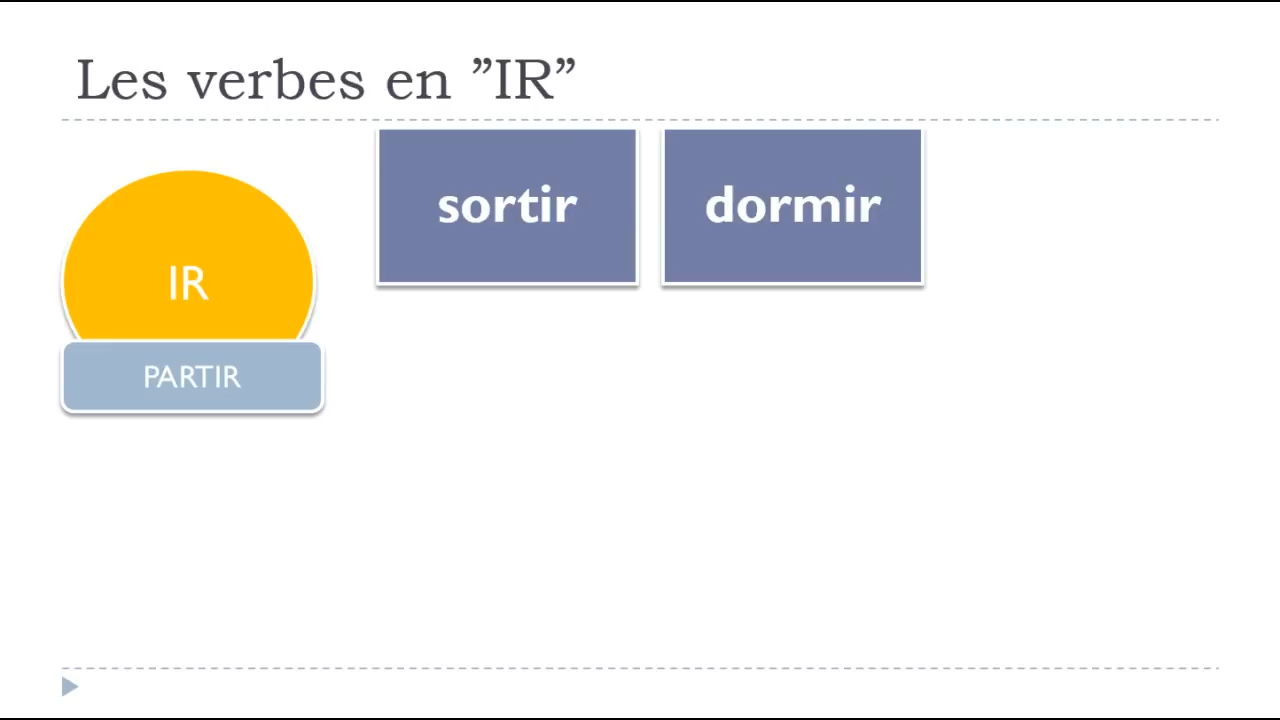 Les verbes en ”IR”
sortir
dormir
IR
PARTIR